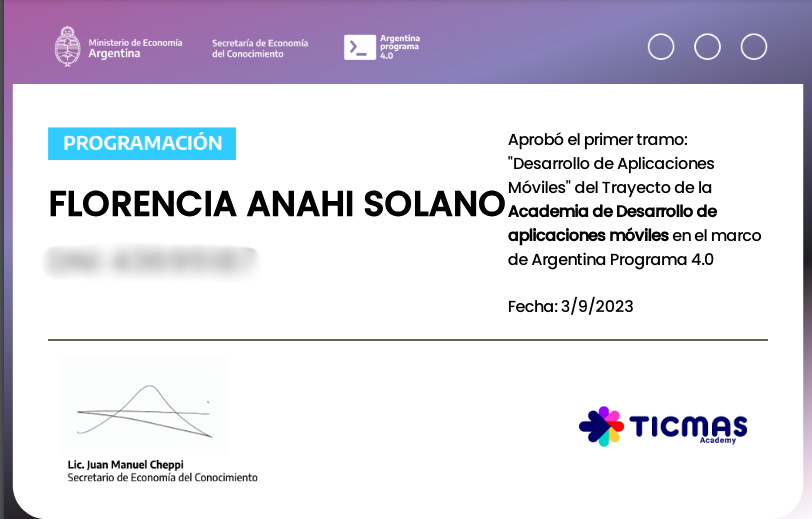 Ministerio de Economía
Argentina
Secretaría de Economía
del Conocimiento
Argentina
programa
4.0
PROGRAMACIÓN
FLORENCIA ANAHI SOLANO
Aprobó el primer tramo:
"Desarrollo de Aplicaciones
Móviles" del Trayecto de la
Academia de Desarrollo de
aplicaciones móviles en el marco
de Argentina Programa 4.0
Fecha: 3/9/2023
Lic. Juan Manuel Cheppi
Secretario de Economía del Conocimiento
TICMAS
Academy